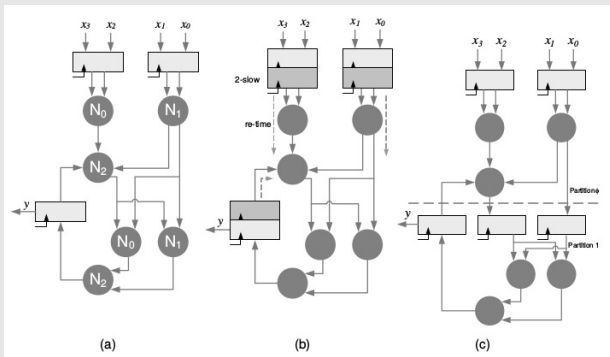 x3 x2 x1 x0
N0 N1
N2
y
N0 N1
N2
(a)
x3 x2 x1 x0
2-slow
re-time
y
(b)
x3 x2 x1 x0
Partition
y
Partition 1
(c)